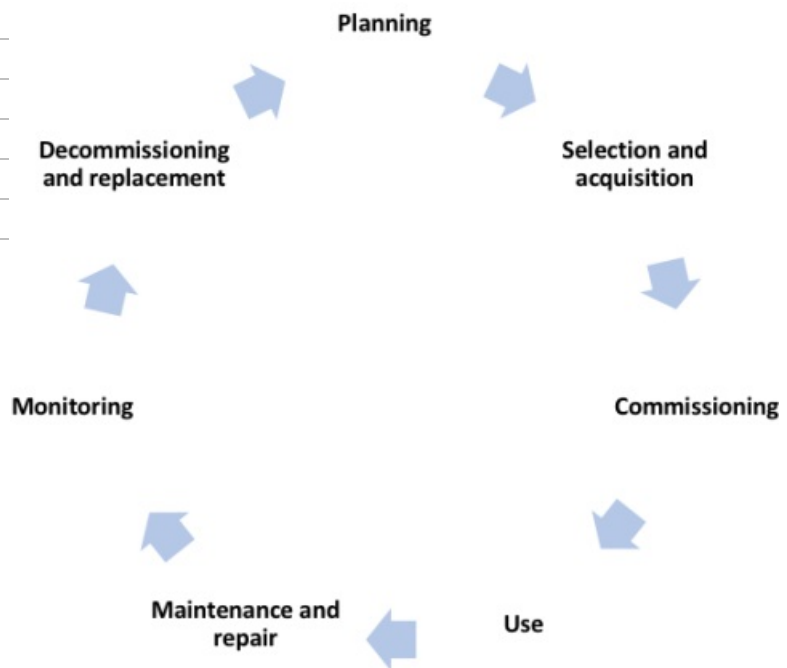 Planning
Selection and
acquisition
Commissioning
Use
Maintenance and
repair
Monitoring
Decommissioning
and replacement